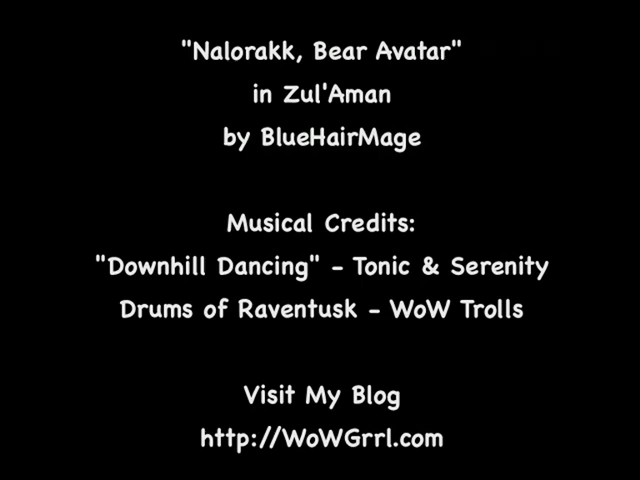 "Nalorakk, Bear Avatar"
in Zul'Aman
by BlueHairMage
Musical Credits:
"Downhill Dancing" - Tonic & Serenity
Drums of Raventusk - WoW Trolls
Visit My Blog
http://WoWGrrl.com